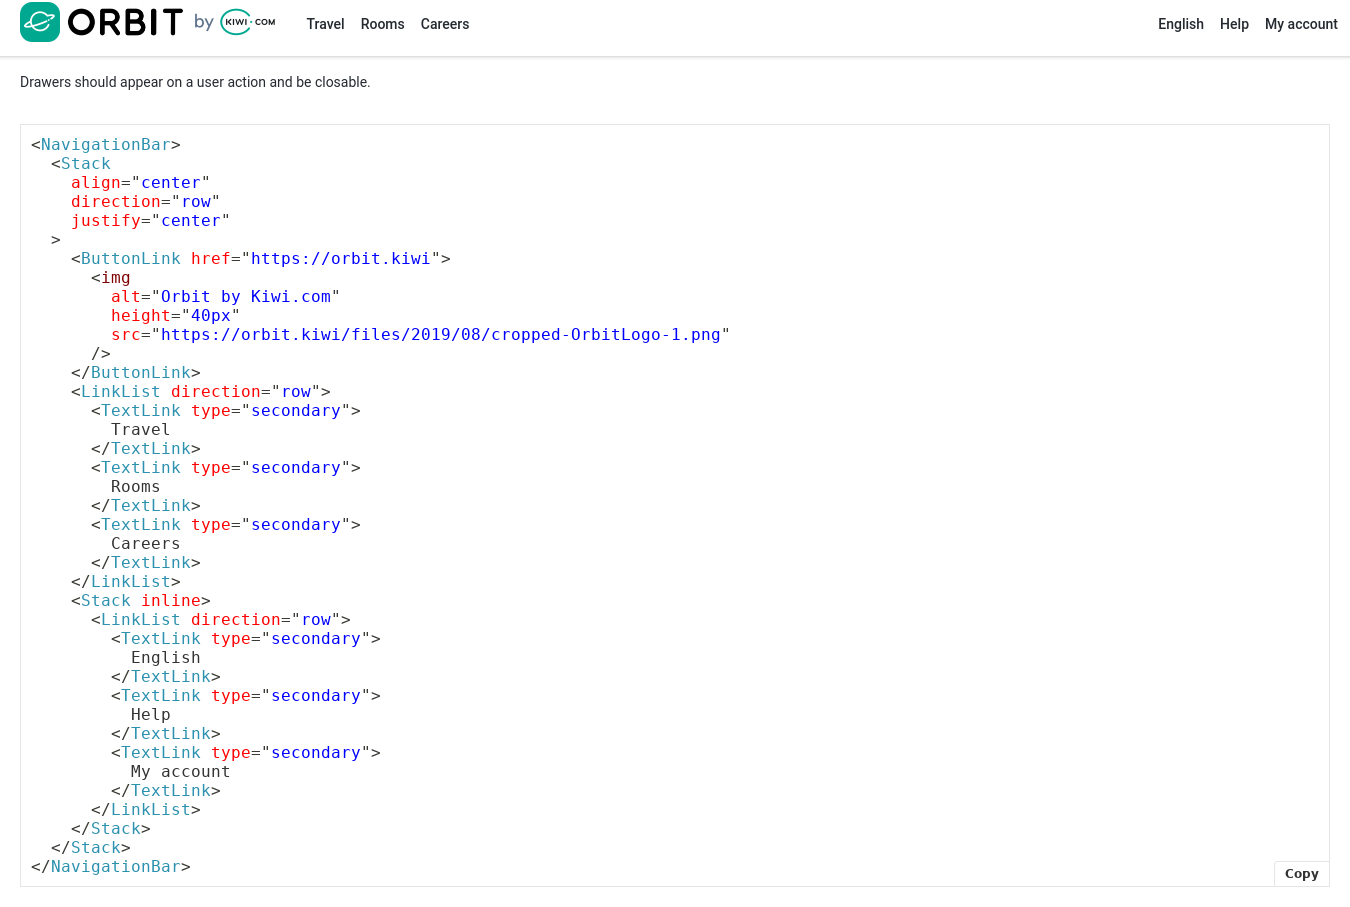 ORBIT by KIWI.COM Travel Rooms Careers English Help My account
Drawers should appear on a user action and be closable.
<NavigationBar>
  <Stack
    align="center"
    direction="row"
    justify="center"
  >
    <ButtonLink href="https://orbit.kiwi">
      <img
        alt="Orbit by Kiwi.com"
        height="40px"
        src="https://orbit.kiwi/files/2019/08/cropped-OrbitLogo-1.png"
      />
    </ButtonLink>
    <LinkList direction="row">
      <TextLink type="secondary">
        Travel
      </TextLink>
      <TextLink type="secondary">
        Rooms
      </TextLink>
      <TextLink type="secondary">
        Careers
      </TextLink>
    </LinkList>
    <Stack inline>
      <LinkList direction="row">
        <TextLink type="secondary">
          English
        </TextLink>
        <TextLink type="secondary">
          Help
        </TextLink>
        <TextLink type="secondary">
          My account
        </TextLink>
      </LinkList>
    </Stack>
  </Stack>
</NavigationBar>
Copy